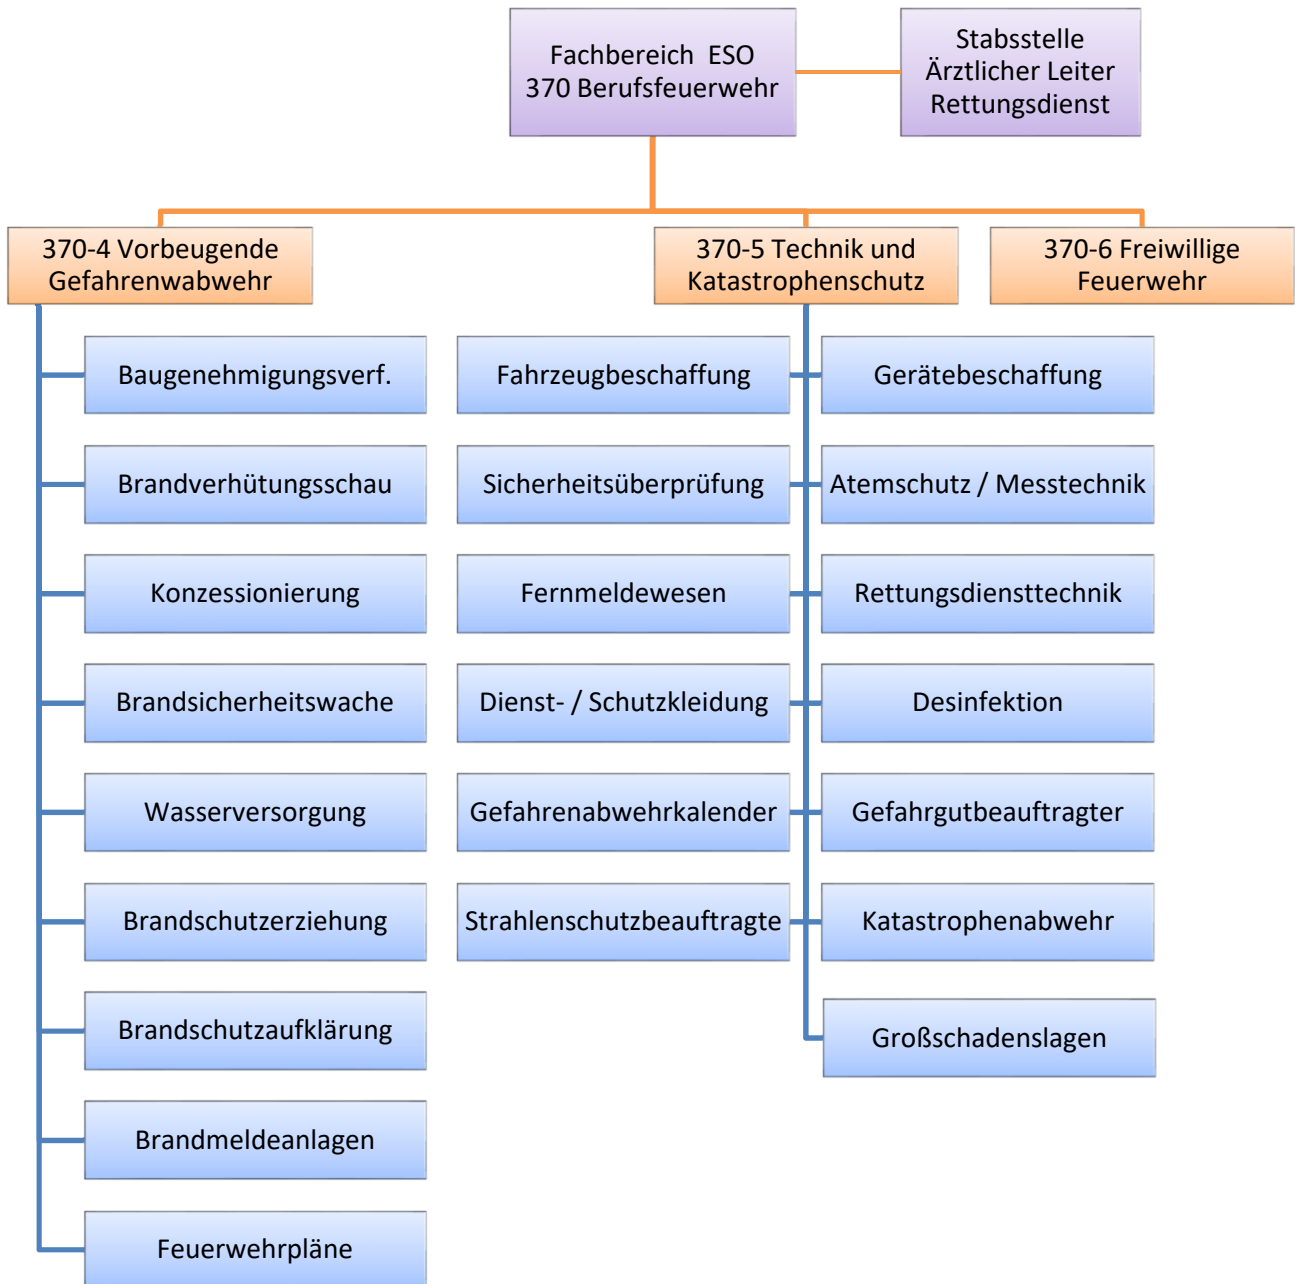 Fachbereich  ESO
370 Berufsfeuerwehr
Stabsstelle
Ärztlicher Leiter
Rettungsdienst
370-4 Vorbeugende
Gefahrenwabwehr
370-5 Technik und
Katastrophenschutz
370-6 Freiwillige
Feuerwehr
Baugenehmigungsverf.
Brandverhütungsschau
Konzessionierung
Brandsicherheitswache
Wasserversorgung
Brandschutzerziehung
Brandschutzaufklärung
Brandmeldeanlagen
Feuerwehrpläne
Fahrzeugbeschaffung
Gerätebeschaffung
Sicherheitsüberprüfung
Atemschutz / Messtechnik
Fernmeldewesen
Rettungsdiensttechnik
Dienst- / Schutzkleidung
Desinfektion
Gefahrenabwehrkalender
Gefahrgutbeauftragter
Strahlenschutzbeauftragte
Katastrophenabwehr
Großschadenslagen